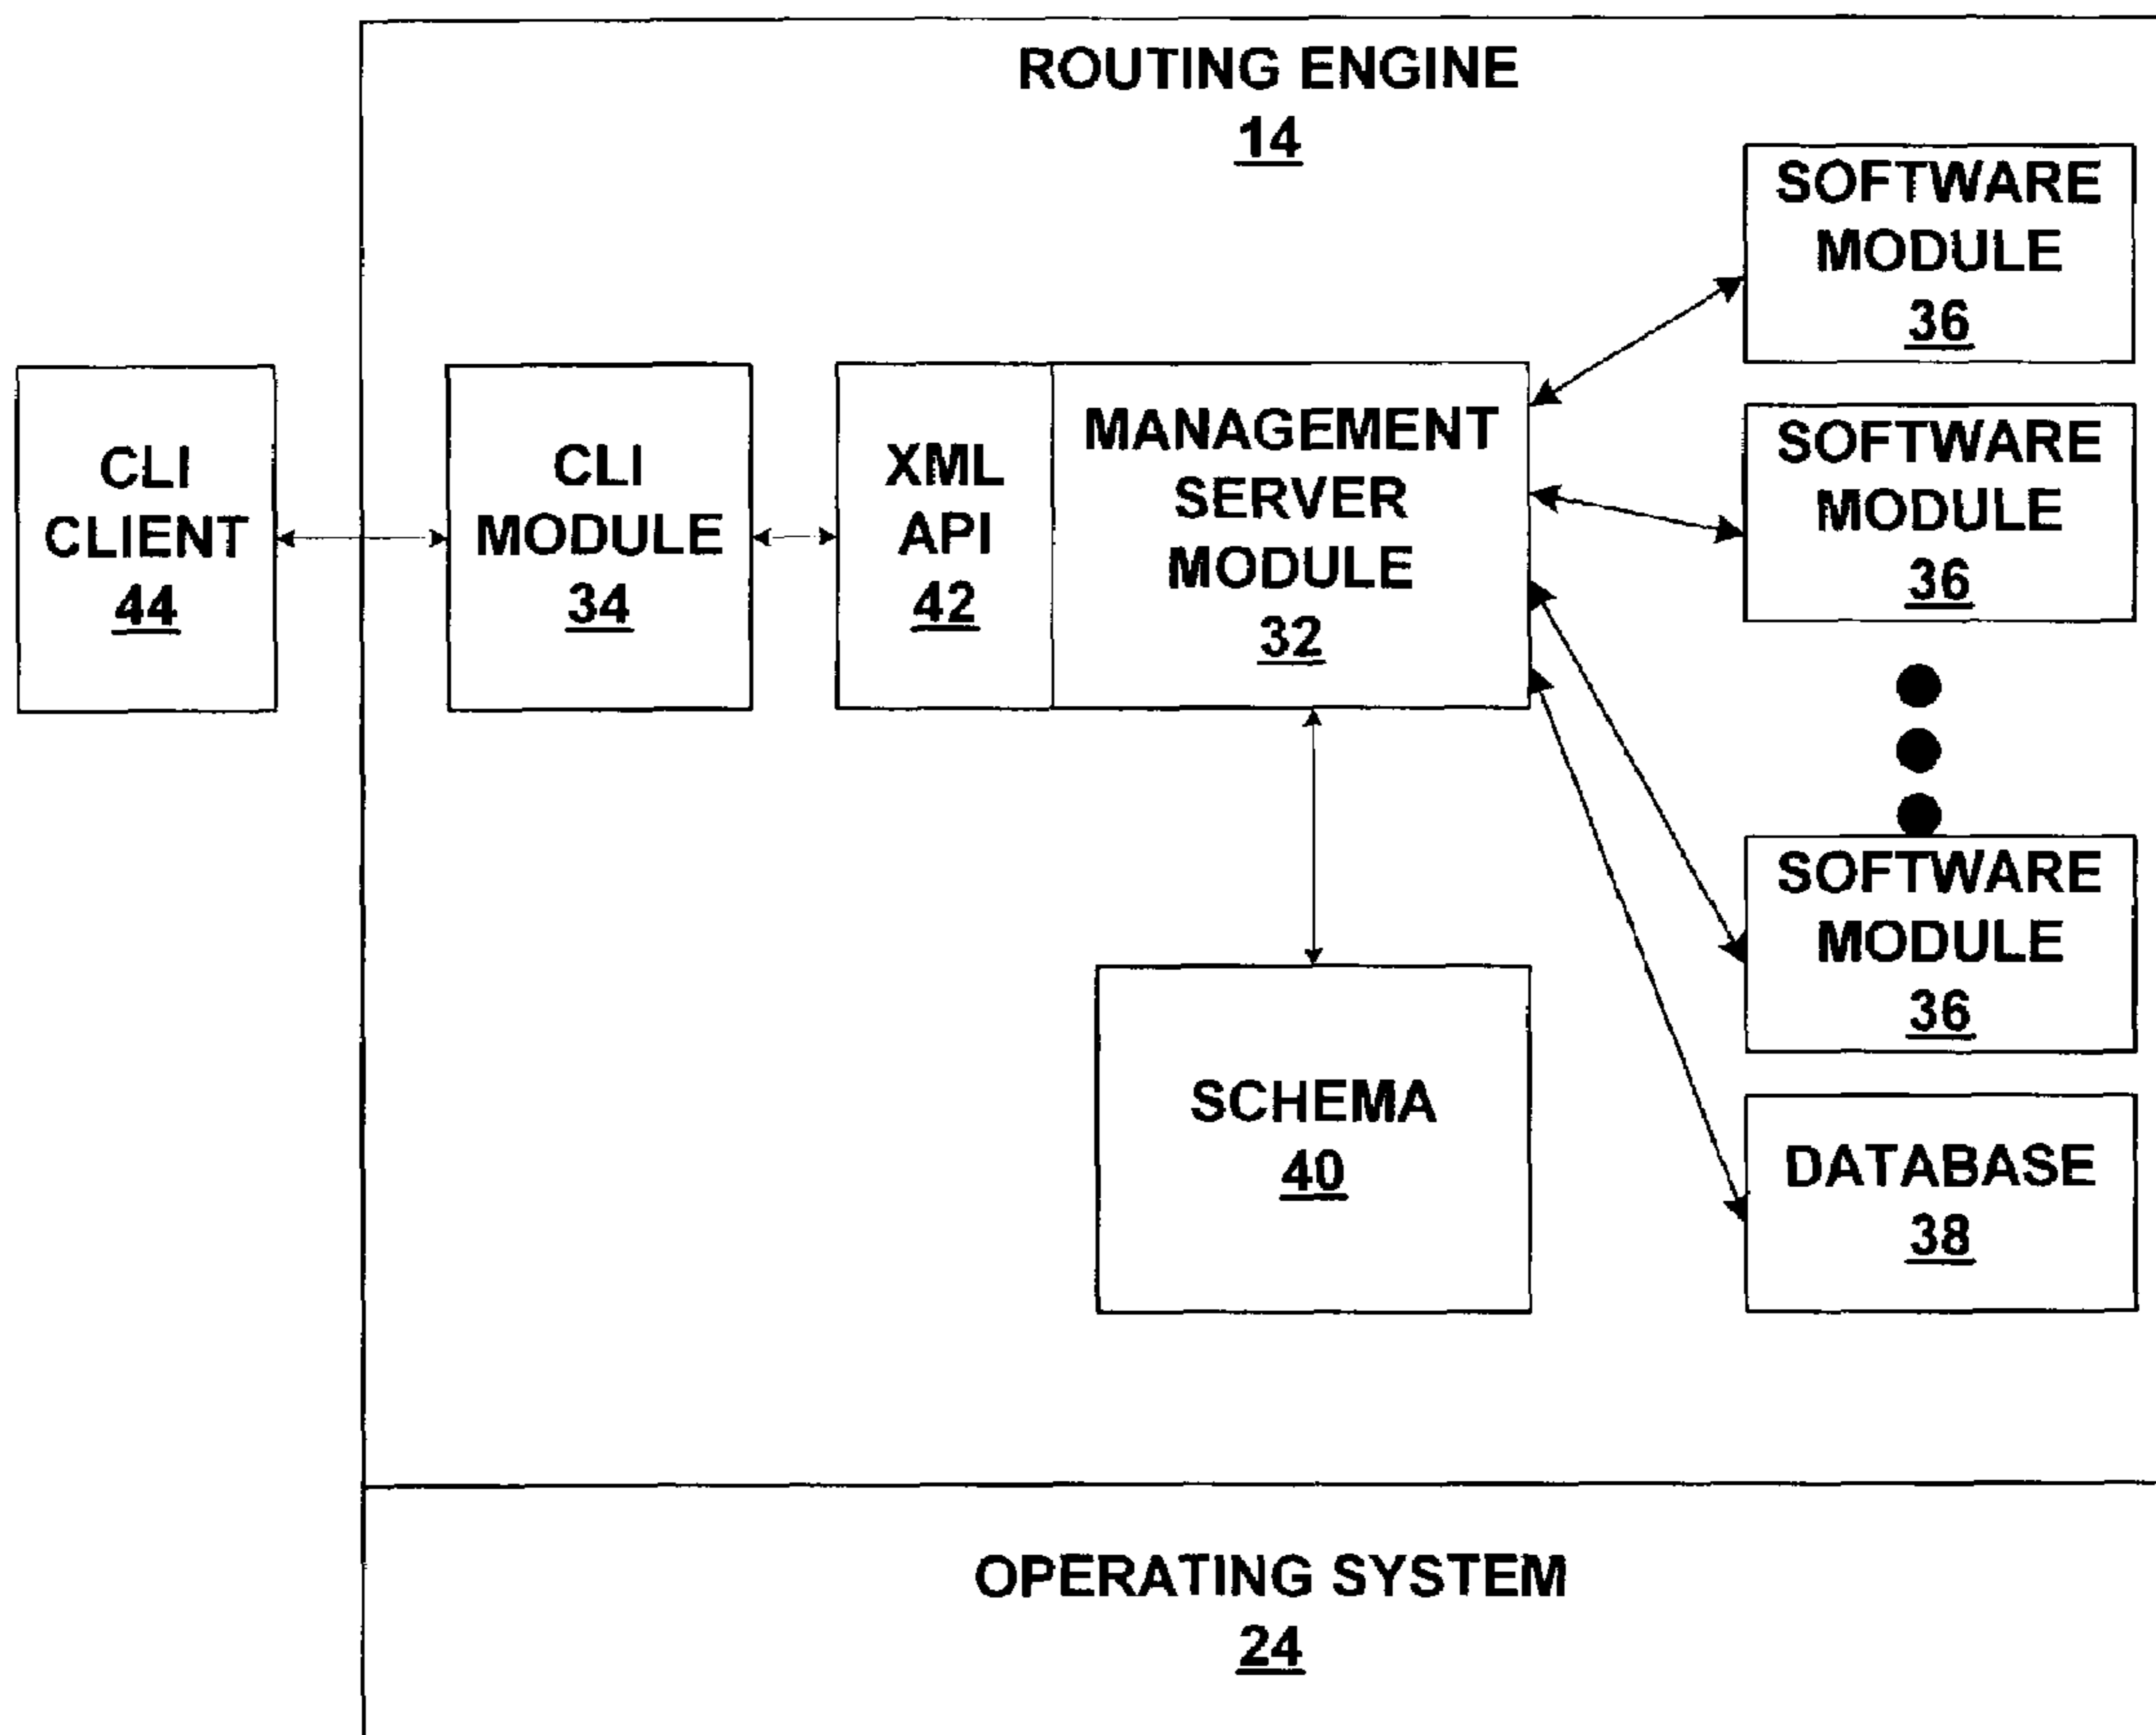 ROUTING ENGINE
14
CLI
CLIENT
44
CLI
MODULE
34
XML
API
42
MANAGEMENT
SERVER
MODULE
32
SOFTWARE
MODULE
36
SOFTWARE
MODULE
36
SOFTWARE
MODULE
36
SCHEMA
40
DATABASE
38
OPERATING SYSTEM
24